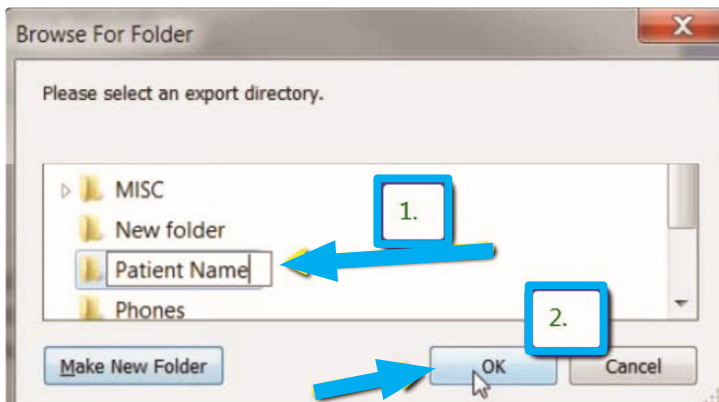 Browse For Folder
X
Please select an export directory.
MISC
1.
New folder
Patient Name
Phones
2.
Make New Folder
OK
Cancel